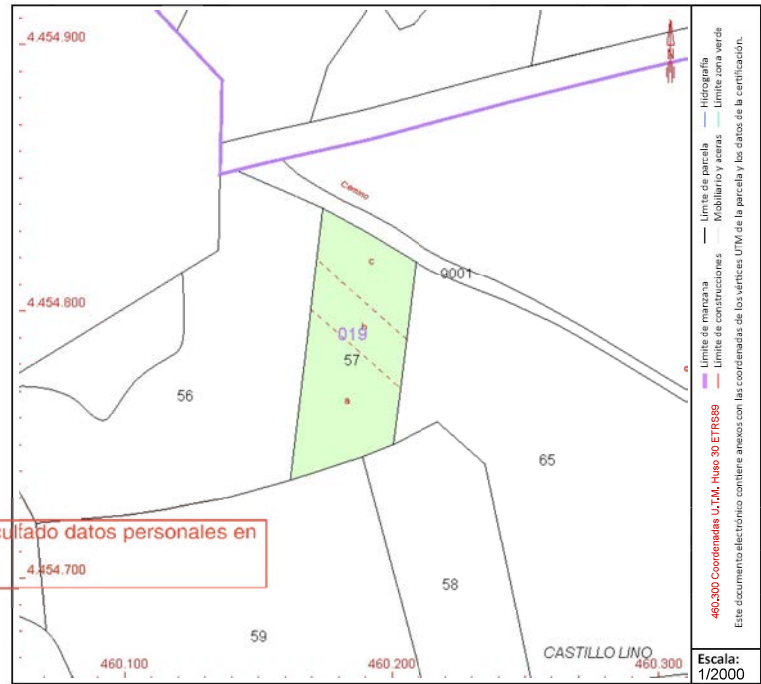 4.454.900
Camino
c
9001
4.454.800
b
019
57
56
a
65
cultado datos personales en
4.454.700
58
59
CASTILLO LINO
460.100
460.200
460.300
Límite de manzana
Límite de parcela
Hidrografía
Límite de construcciones
Mobiliario y aceras
Límite zona verde
460.300 Coordenadas U.T.M. Huso 30 ETRS89
Este documento electrónico contiene anexos con las coordenadas de los vértices UTM de la parcela y los datos de la certificación.
Escala:
1/2000